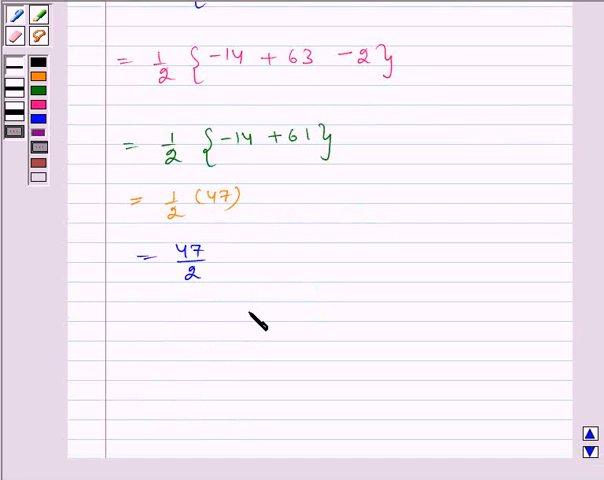 = 1/2 {-14 + 63 -2}
= 1/2 {-14 + 61}
= 1/2 (47)
= 47/2